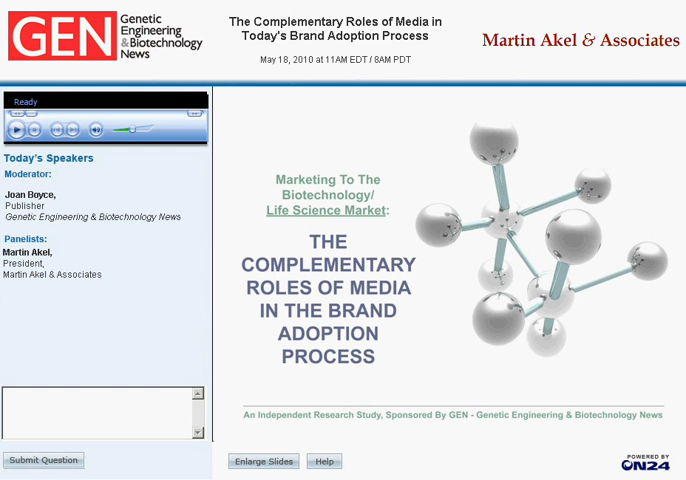 GEN
Genetic
Engineering
& Biotechnology
News
The Complementary Roles of Media in
Today's Brand Adoption Process
May 18, 2010 at 11AM EDT / 8AM PDT
Martin Akel & Associates
Ready
Today's Speakers
Moderator:
Joan Boyce,
Publisher
Genetic Engineering & Biotechnology News
Panelists:
Martin Akel,
President,
Martin Akel & Associates
Submit Question
Marketing To The
Biotechnology/
Life Science Market:
THE
COMPLEMENTARY
ROLES OF MEDIA
IN THE BRAND
ADOPTION
PROCESS
An Independent Research Study, Sponsored By GEN - Genetic Engineering & Biotechnology News
Enlarge Slides
Help
POWERED BY
ON24